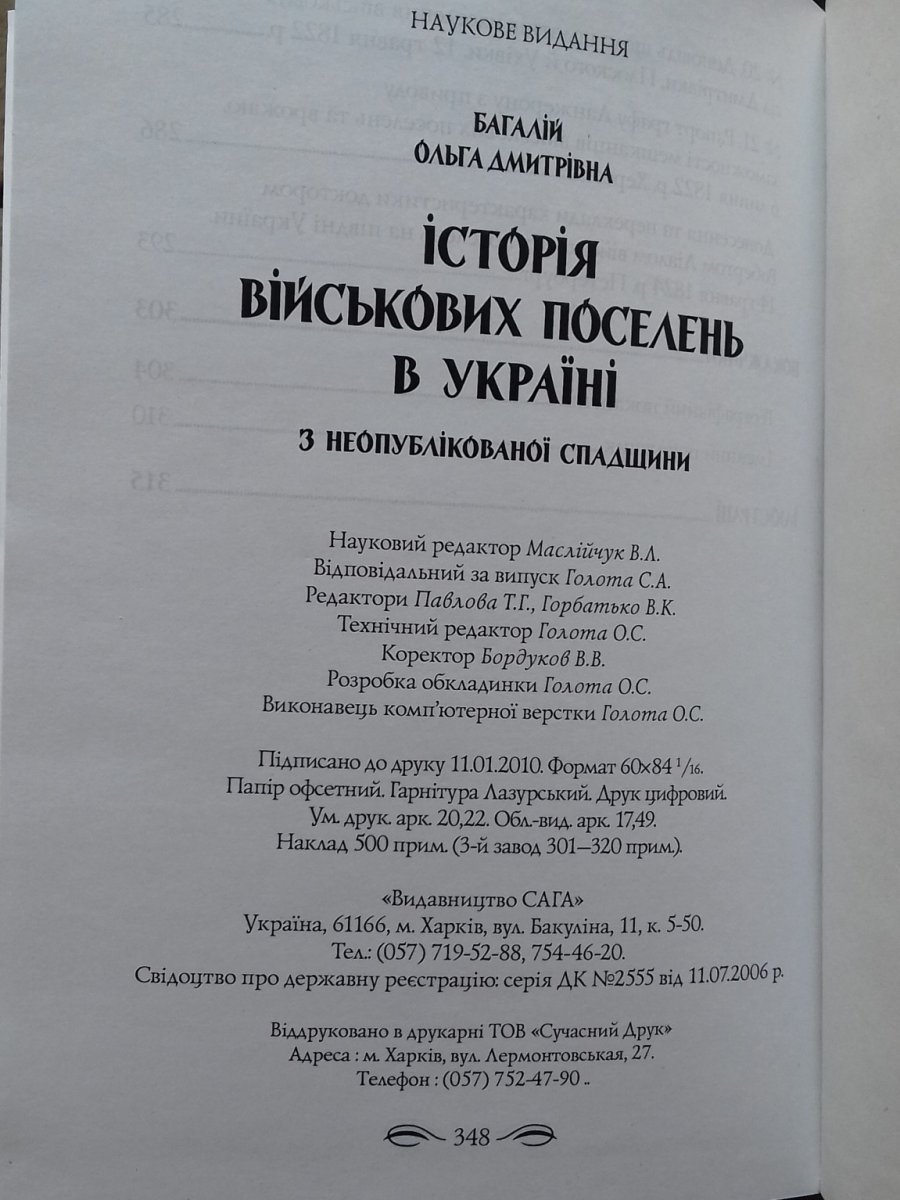 НАУКОВЕ ВИДАННЯ
БАГАЛІЙ
ОЛЬГА ДМИТРІВНА
ІСТОРІЯ
ВІЙСЬКОВИХ ПОСЕЛЕНЬ
В УКРАЇНІ
З НЕОПУБЛІКОВАНОЇ СПАДЩИНИ
Науковий редактор Маслійчук В.Л.
Відповідальний за випуск Голота С.А.
Редактори Павлова Т.Г., Горбатько В.К.
Технічний редактор Голота О.С.
Коректор Бордуков В.В.
Розробка обкладинки Голота О.С.
Виконавець комп'ютерної верстки Голота О.С.
Підписано до друку 11.01.2010. Формат 60×84 1/16.
Папір офсетний. Гарнітура Лазурський. Друк цифровий.
Ум. друк. арк. 20,22. Обл.-вид. арк. 17,49.
Наклад 500 прим. (3-й завод 301—320 прим.).
«Видавництво САГА»
Україна, 61166, м. Харків, вул. Бакуліна, 11, к. 5-50.
Тел.: (057) 719-52-88, 754-46-20.
Свідоцтво про державну реєстрацію: серія ДК №2555 від 11.07.2006 р.
Віддруковано в друкарні ТОВ «Сучасний Друк»
Адреса : м. Харків, вул. Лермонтовськая, 27.
Телефон : (057) 752-47-90 ..
348